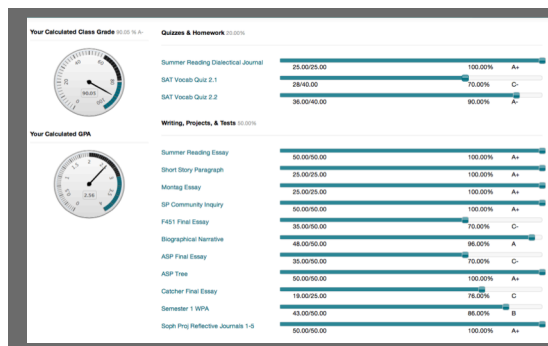 Your Calculated Class Grade 90.05 % A-
Quizzes & Homework 20.00%
Summer Reading Dialectical Journal
25.00/25.00 100.00% A+
SAT Vocab Quiz 2.1
28/40.00 70.00% C-
SAT Vocab Quiz 2.2
36.00/40.00 90.00% A-
90.05
Writing, Projects, & Tests 50.00%
Your Calculated GPA
Summer Reading Essay
50.00/50.00 100.00% A+
Short Story Paragraph
25.00/25.00 100.00% A+
Montag Essay
25.00/25.00 100.00% A+
SP Community Inquiry
50.00/50.00 100.00% A+
F451 Final Essay
35.00/50.00 70.00% C-
Biographical Narrative
48.00/50.00 96.00% A
ASP Final Essay
35.00/50.00 70.00% C-
ASP Tree
50.00/50.00 100.00% A+
Catcher Final Essay
19.00/25.00 76.00% C
Semester 1 WPA
43.00/50.00 86.00% B
Soph Proj Reflective Journals 1-5
50.00/50.00 100.00% A+